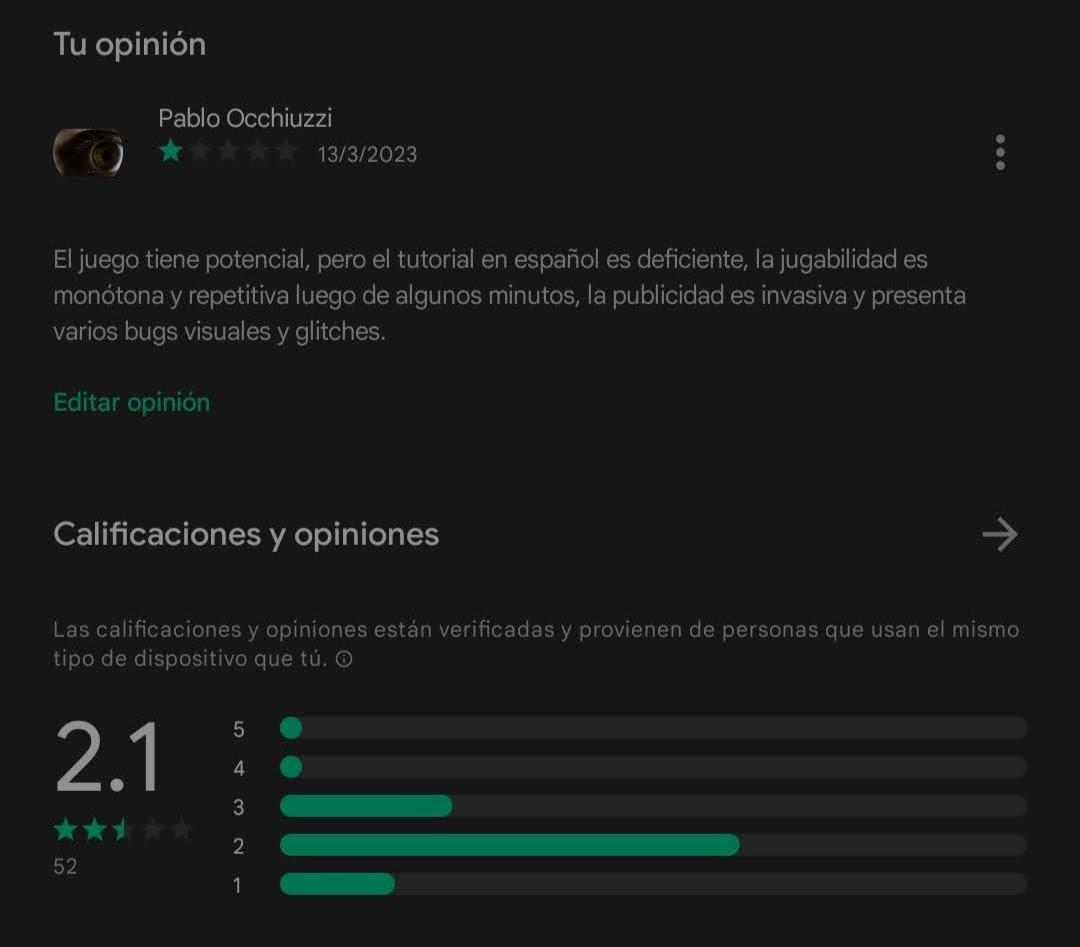 Tu opinión
Pablo Occhiuzzi
13/3/2023
El juego tiene potencial, pero el tutorial en español es deficiente, la jugabilidad es
monótona y repetitiva luego de algunos minutos, la publicidad es invasiva y presenta
varios bugs visuales y glitches.
Editar opinión
Calificaciones y opiniones
Las calificaciones y opiniones están verificadas y provienen de personas que usan el mismo
tipo de dispositivo que tú.
2.1
52
5
4
3
2
1